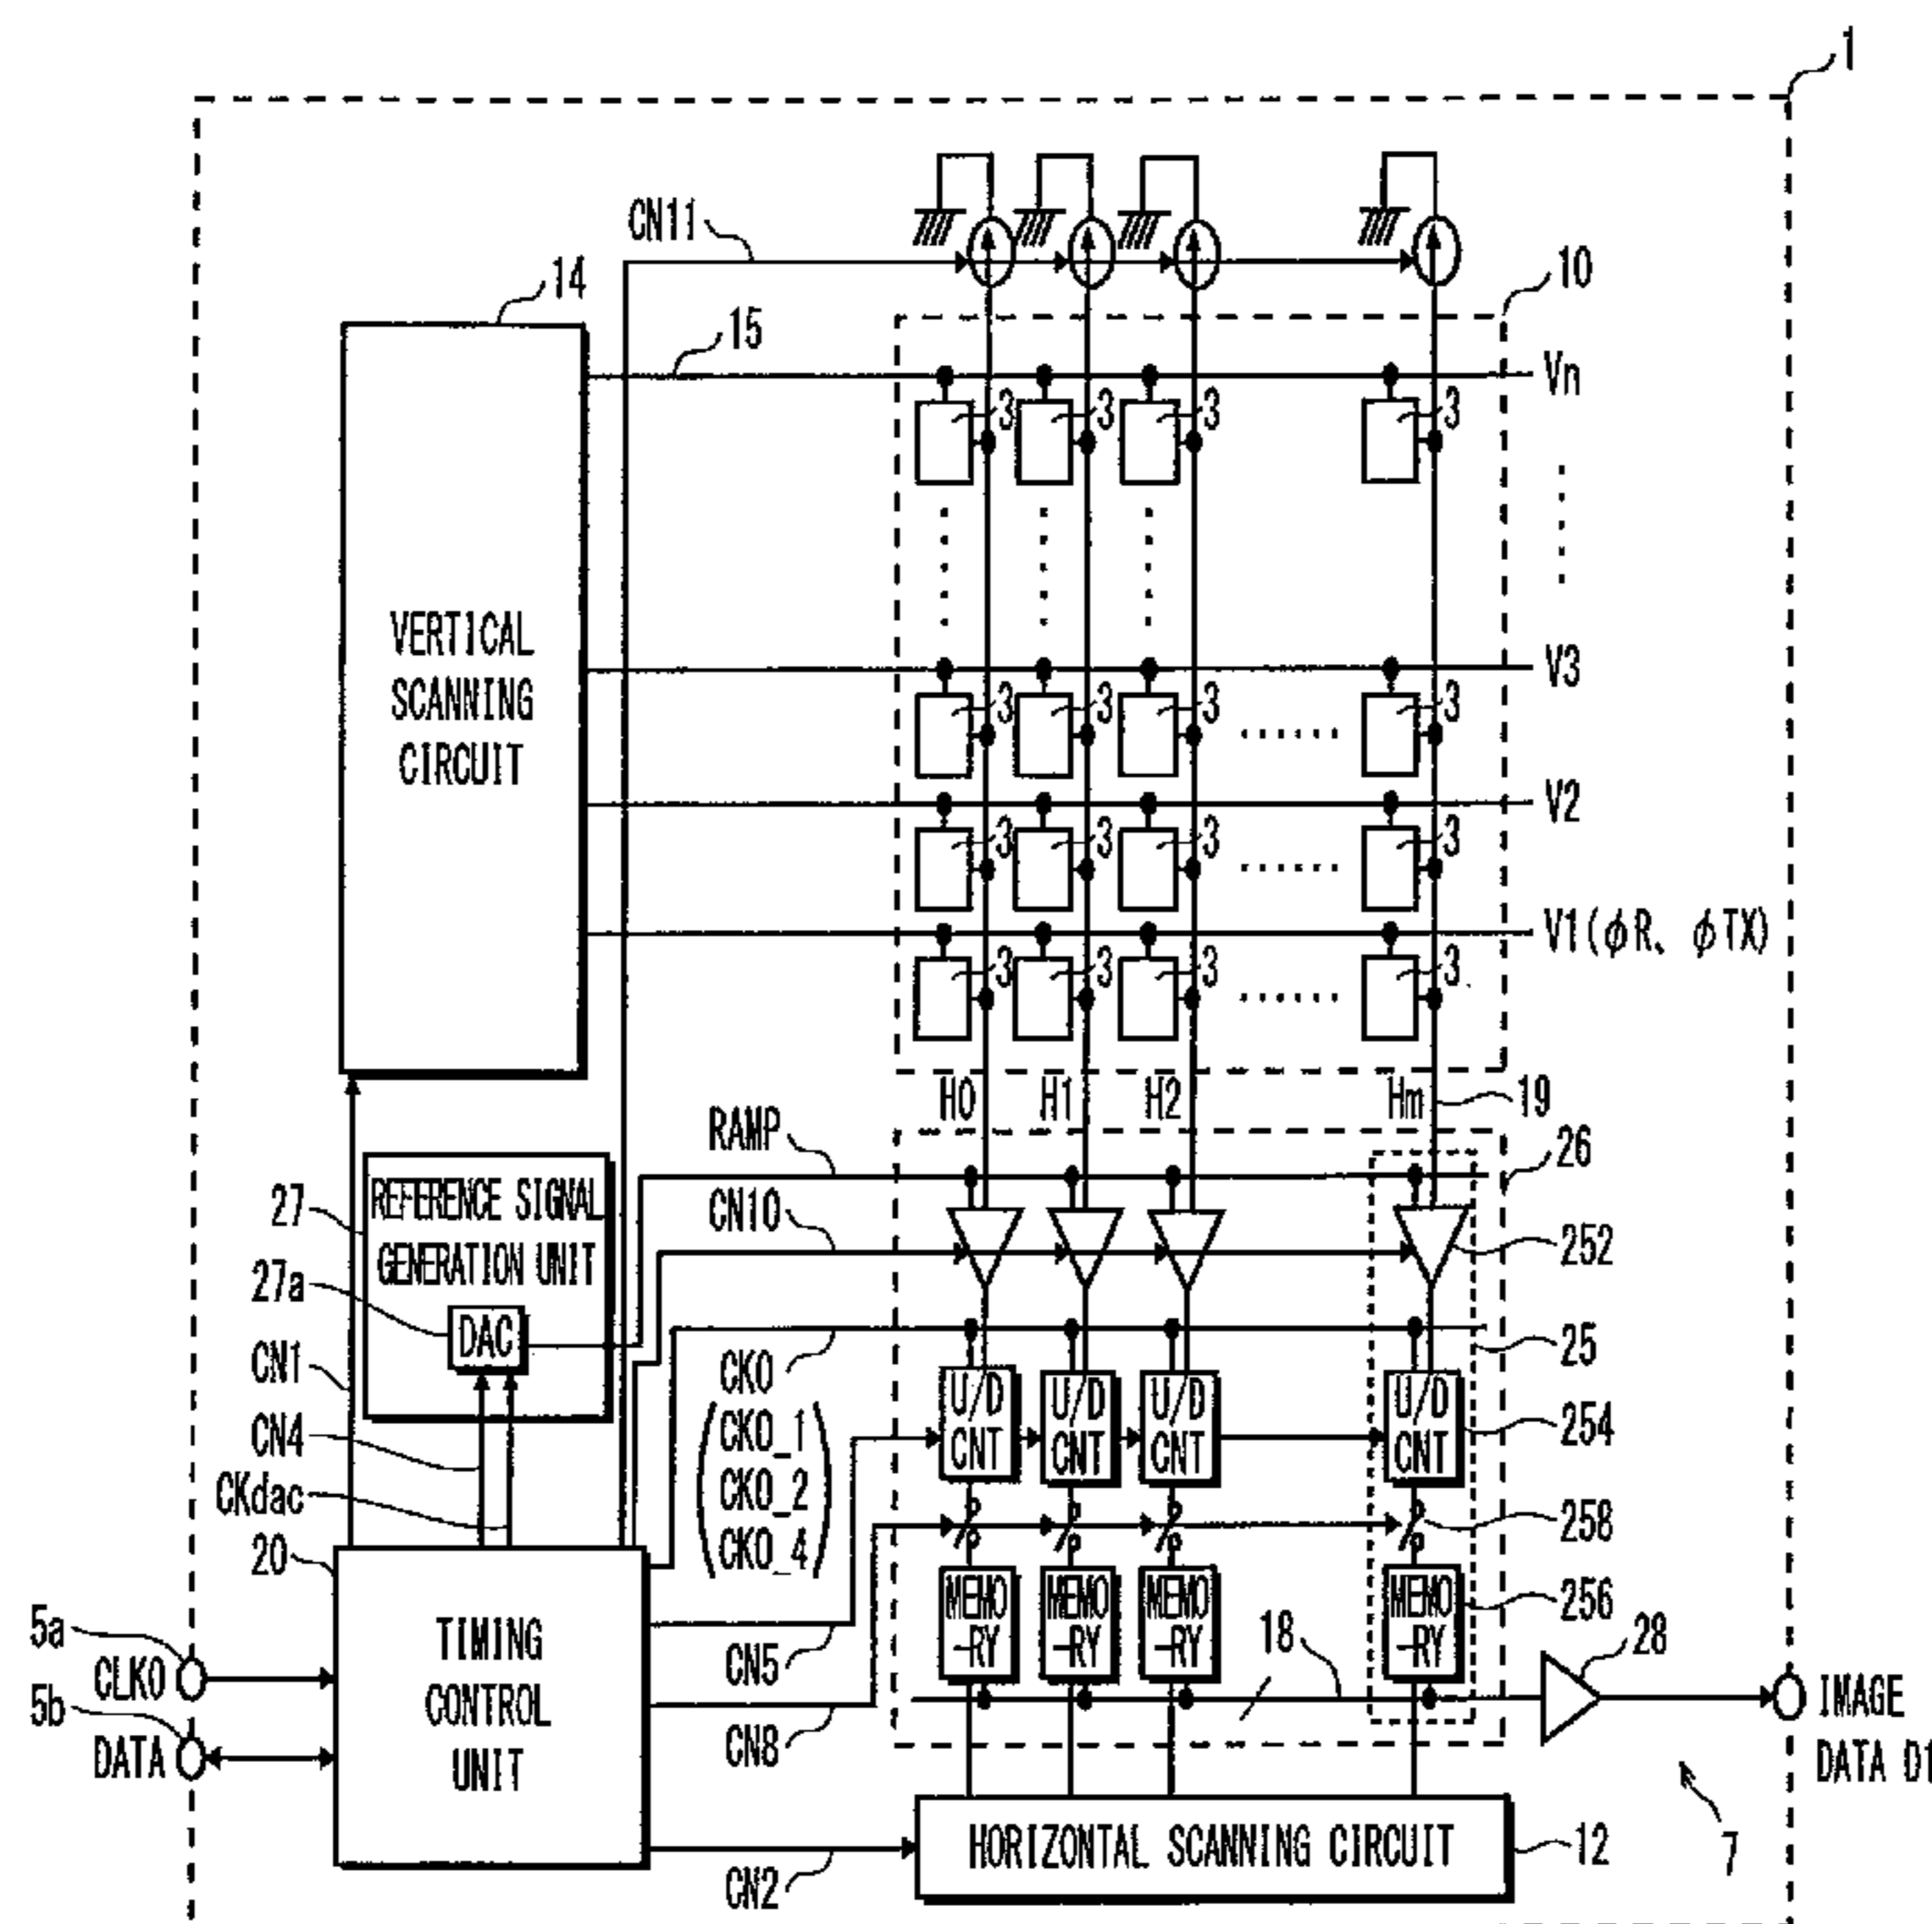 1
CN11
14
10
15
Vn
3 3 3 3
VERTICAL
SCANNING
CIRCUIT
V3
3 3 3 3
V2
3 3 3 3
V1(ϕR、ϕTX)
3 3 3 3
H0 H1 H2 Hm 19
RAMP
26
27
REFERENCE SIGNAL
GENERATION UNIT
CN10
252
27a
DAC
CN1
CK0
25
CN4
CK0_1
CK0_2
CK0_4
U/D
CNT
U/D
CNT
U/D
CNT
U/D
CNT
254
CKdac
258
20
MEMO
-RY
MEMO
-RY
MEMO
-RY
MEMO
-RY
256
5a
CLK0
TIMING
CONTROL
UNIT
CN5
18
28
5b
DATA
CN8
IMAGE
DATA D1
CN2
HORIZONTAL SCANNING CIRCUIT
12
7